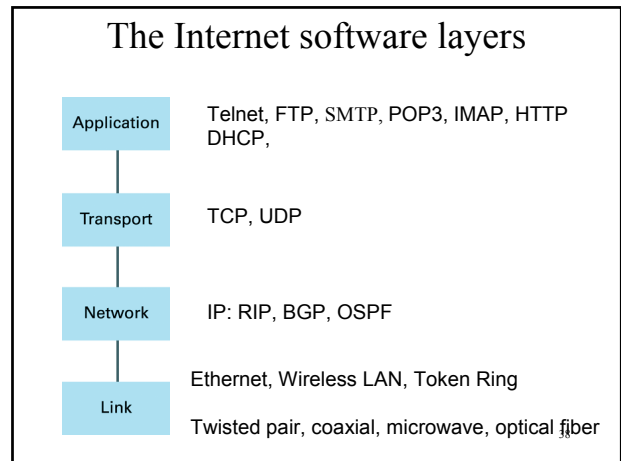 The Internet software layers
Application
Telnet, FTP, SMTP, POP3, IMAP, HTTP
DHCP,
Transport
TCP, UDP
Network
IP: RIP, BGP, OSPF
Ethernet, Wireless LAN, Token Ring
Link
Twisted pair, coaxial, microwave, optical fiber
38